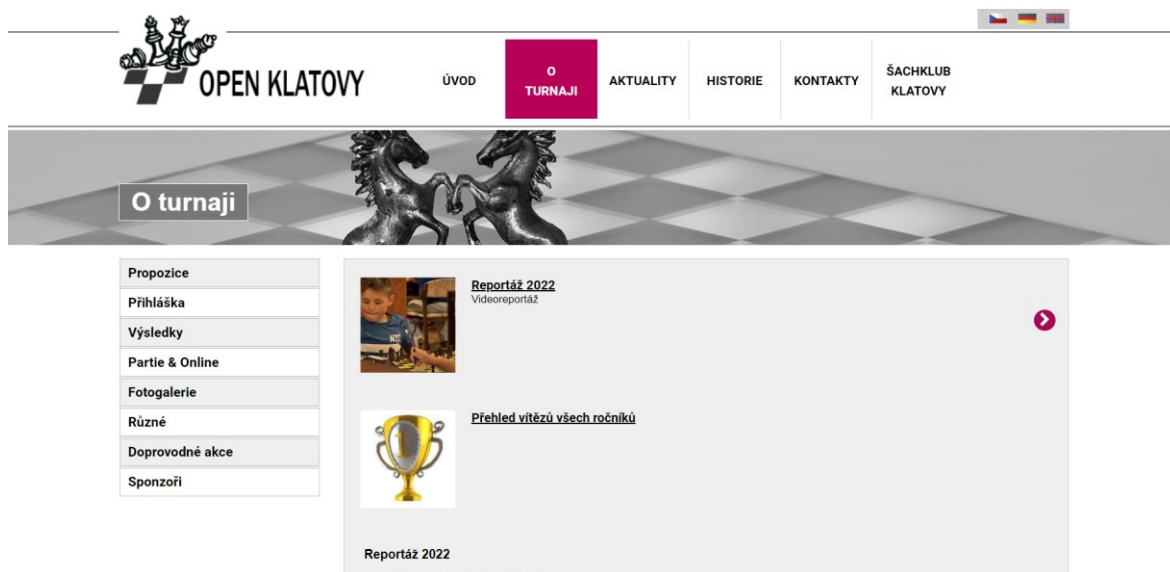 OPEN KLATOVY
ÚVOD
O
TURNAJI
AKTUALITY
HISTORIE
KONTAKTY
ŠACHKLUB
KLATOVY
O turnaji
Propozice
Přihláška
Výsledky
Partie & Online
Fotogalerie
Různé
Doprovodné akce
Sponzoři
Reportáž 2022
Videoreportáž
1
Přehled vítězů všech ročníků
Reportáž 2022